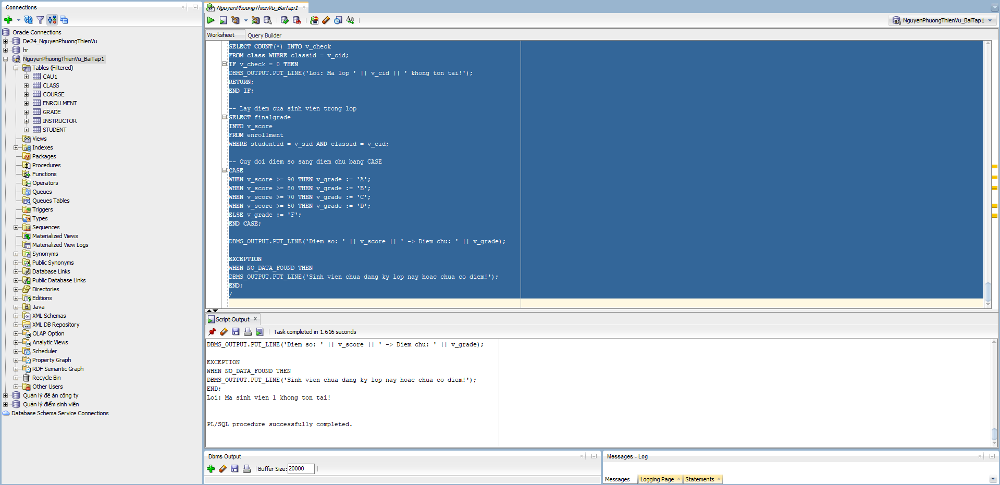 Connections
Oracle Connections
De24_NguyenPhuongThienVu
hr
NguyenPhuongThienVu_BaiTap1
Tables (Filtered)
CAU1
CLASS
COURSE
ENROLLMENT
GRADE
INSTRUCTOR
STUDENT
Views
Indexes
Packages
Procedures
Functions
Operators
Queues
Queues Tables
Triggers
Types
Sequences
Materialized Views
Materialized View Logs
Synonyms
Public Synonyms
Database Links
Public Database Links
Directories
Editions
Java
XML Schemas
XML DB Repository
OLAP Option
Analytic Views
Scheduler
Property Graph
RDF Semantic Graph
Recycle Bin
Other Users
Quản lý đề án công ty
Quản lý điểm sinh viên
Database Schema Service Connections
NguyenPhuongThienVu_BaiTap1
NguyenPhuongThienVu_BaiTap1
Worksheet Query Builder
SELECT COUNT(*) INTO v_check
FROM class WHERE classid = v_cid;
IF v_check = 0 THEN
DBMS_OUTPUT.PUT_LINE('Loi: Ma lop ' || v_cid || ' khong ton tai!');
RETURN;
END IF;
-- Lay diem cua sinh vien trong lop
SELECT finalgrade
INTO v_score
FROM enrollment
WHERE studentid = v_sid AND classid = v_cid;
-- Quy doi diem so sang diem chu bang CASE
CASE
WHEN v_score >= 90 THEN v_grade := 'A';
WHEN v_score >= 80 THEN v_grade := 'B';
WHEN v_score >= 70 THEN v_grade := 'C';
WHEN v_score >= 50 THEN v_grade := 'D';
ELSE v_grade := 'F';
END CASE;
DBMS_OUTPUT.PUT_LINE('Diem so: ' || v_score || ' -> Diem chu: ' || v_grade);
EXCEPTION
WHEN NO_DATA_FOUND THEN
DBMS_OUTPUT.PUT_LINE('Sinh vien chua dang ky lop nay hoac chua co diem!');
END;
/
Script Output
Task completed in 1.616 seconds
DBMS_OUTPUT.PUT_LINE('Diem so: ' || v_score || ' -> Diem chu: ' || v_grade);
EXCEPTION
WHEN NO_DATA_FOUND THEN
DBMS_OUTPUT.PUT_LINE('Sinh vien chua dang ky lop nay hoac chua co diem!');
END;
Loi: Ma sinh vien 1 khong ton tai!
PL/SQL procedure successfully completed.
Dbms Output
Buffer Size: 20000
Messages - Log
Messages Logging Page Statements